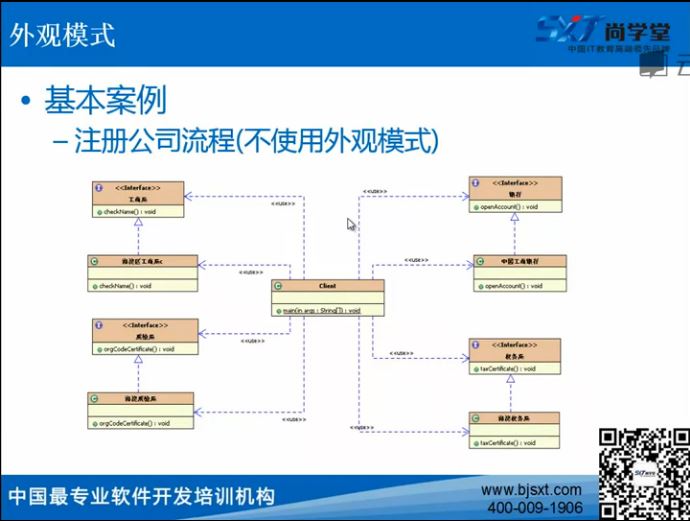 外观模式
SXT 尚学堂
中国IT教育高端领先品牌
云
• 基本案例
– 注册公司流程(不使用外观模式)
<<Interface>>
工商局
checkName() : void
海淀区工商局c
checkName() : void
<<Interface>>
质检局
orgCodeCertificate() : void
海淀质检局
orgCodeCertificate() : void
<<use>>
<<use>>
<<use>>
<<use>>
Client
main(in args : String[]) : void
<<use>>
<<use>>
<<use>>
<<use>>
<<Interface>>
银行
openAccount() : void
中国工商银行
openAccount() : void
<<Interface>>
税务局
taxCertificate() : void
海淀税务局
taxCertificate() : void
中国最专业软件开发培训机构
www.bjsxt.com
400-009-1906